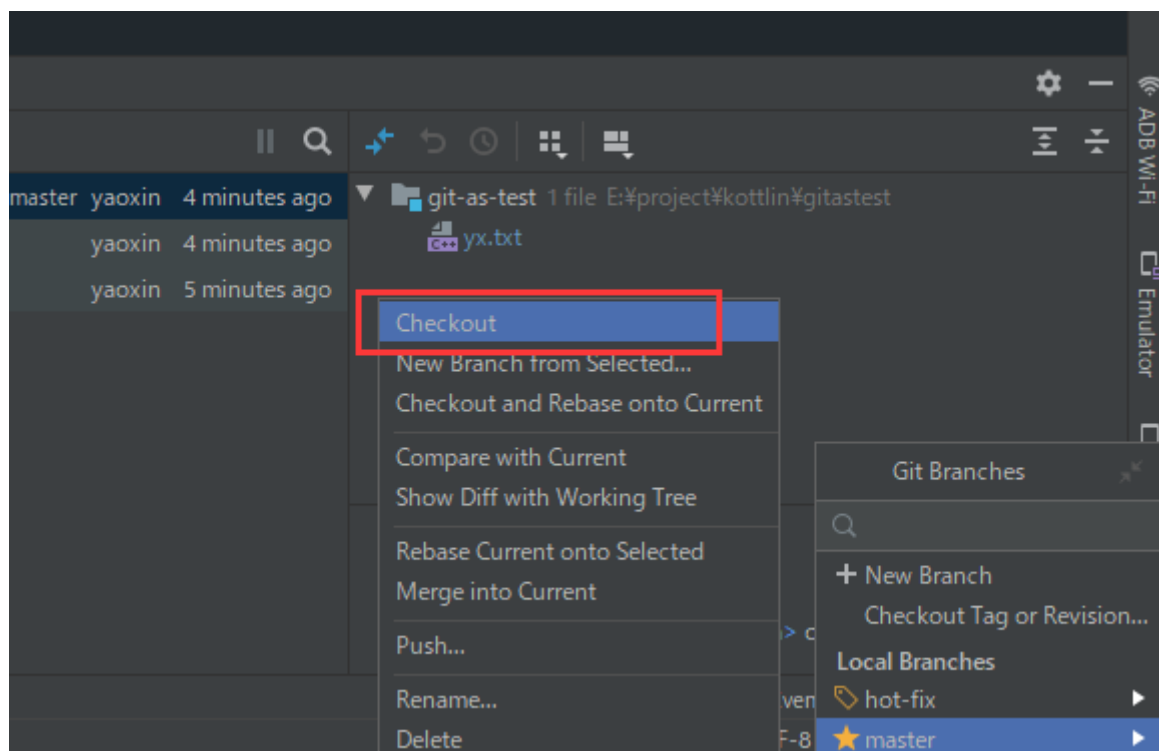 master yaoxin 4 minutes ago
yaoxin 4 minutes ago
yaoxin 5 minutes ago
git-as-test 1 file E:¥project¥kottlin¥gitastest
yx.txt
C++
Checkout
New Branch from Selected...
Checkout and Rebase onto Current
Compare with Current
Show Diff with Working Tree
Rebase Current onto Selected
Merge into Current
Push...
Rename...
Delete
Git Branches
New Branch
Checkout Tag or Revision...
Local Branches
hot-fix
master
ADB Wi-Fi
Emulator